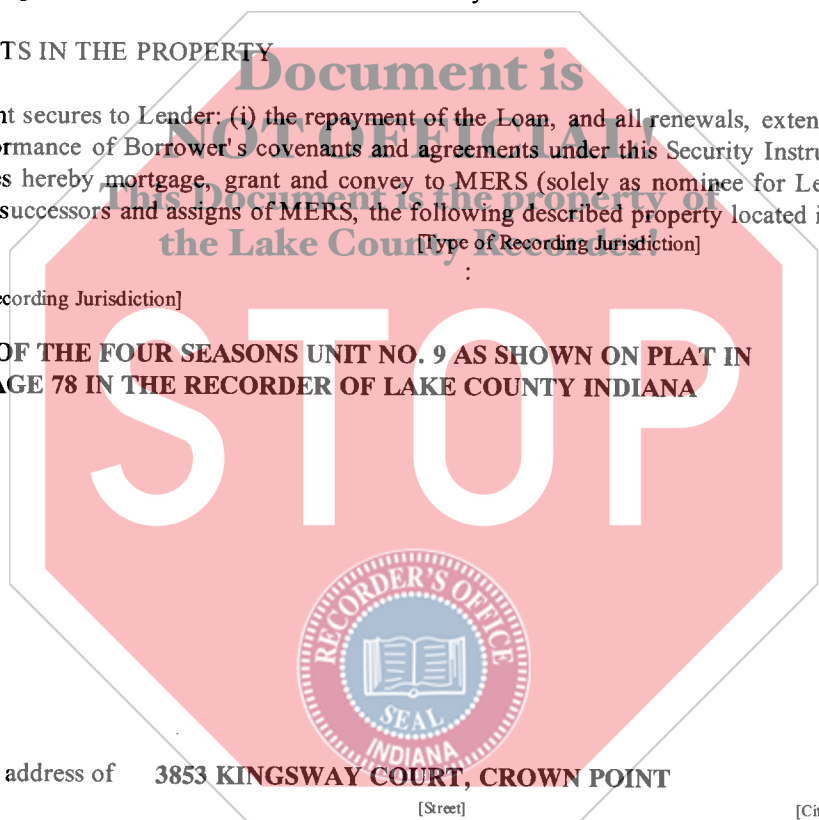 TS IN THE PROPERTY
Document is
nt secures to Lender: (i) the repayment of the Loan, and all renewals, exten
NOT OFFICIAL!
ormance of Borrower's covenants and agreements under this Security Instru
es hereby mortgage, grant and convey to MERS (solely as nominee for Le
This Document is the property of
successors and assigns of MERS, the following described property located i
the Lake County Recorder!
[Type of Recording Jurisdiction]
:
ecording Jurisdiction]
OF THE FOUR SEASONS UNIT NO. 9 AS SHOWN ON PLAT IN
AGE 78 IN THE RECORDER OF LAKE COUNTY INDIANA
STOP
RECORDER'S OFFICE
SEAL
INDIANA
address of 3853 KINGSWAY COURT, CROWN POINT
[Street]
[Cit